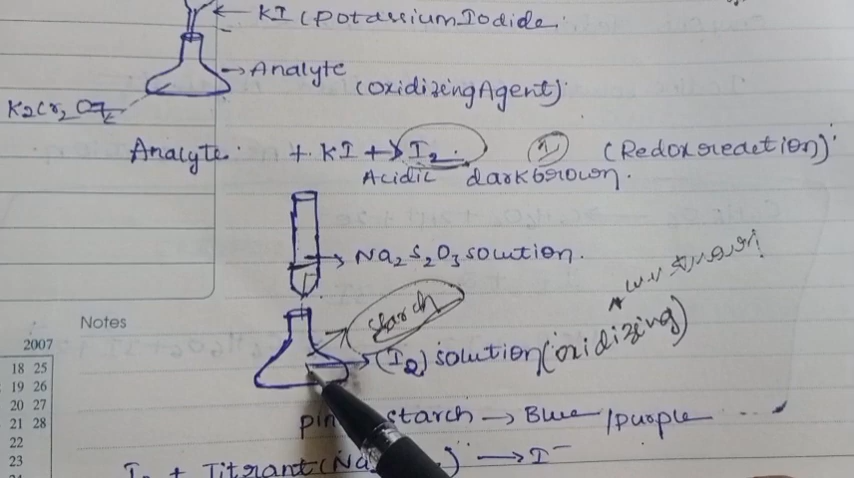 KI (Potassium Iodide
Analyte
(Oxidizing Agent)
K2Cr2O7
Analyte + KI → I2. (1) (Redox reaction)
Acidic dark brown.
Na2S2O3 solution.
starch
(I2) solution (oxidizing)
Notes
2007
18 25
19 26
20 27
21 28
22
23
starch → Blue/purple
+ Titrant (Na ) → I-